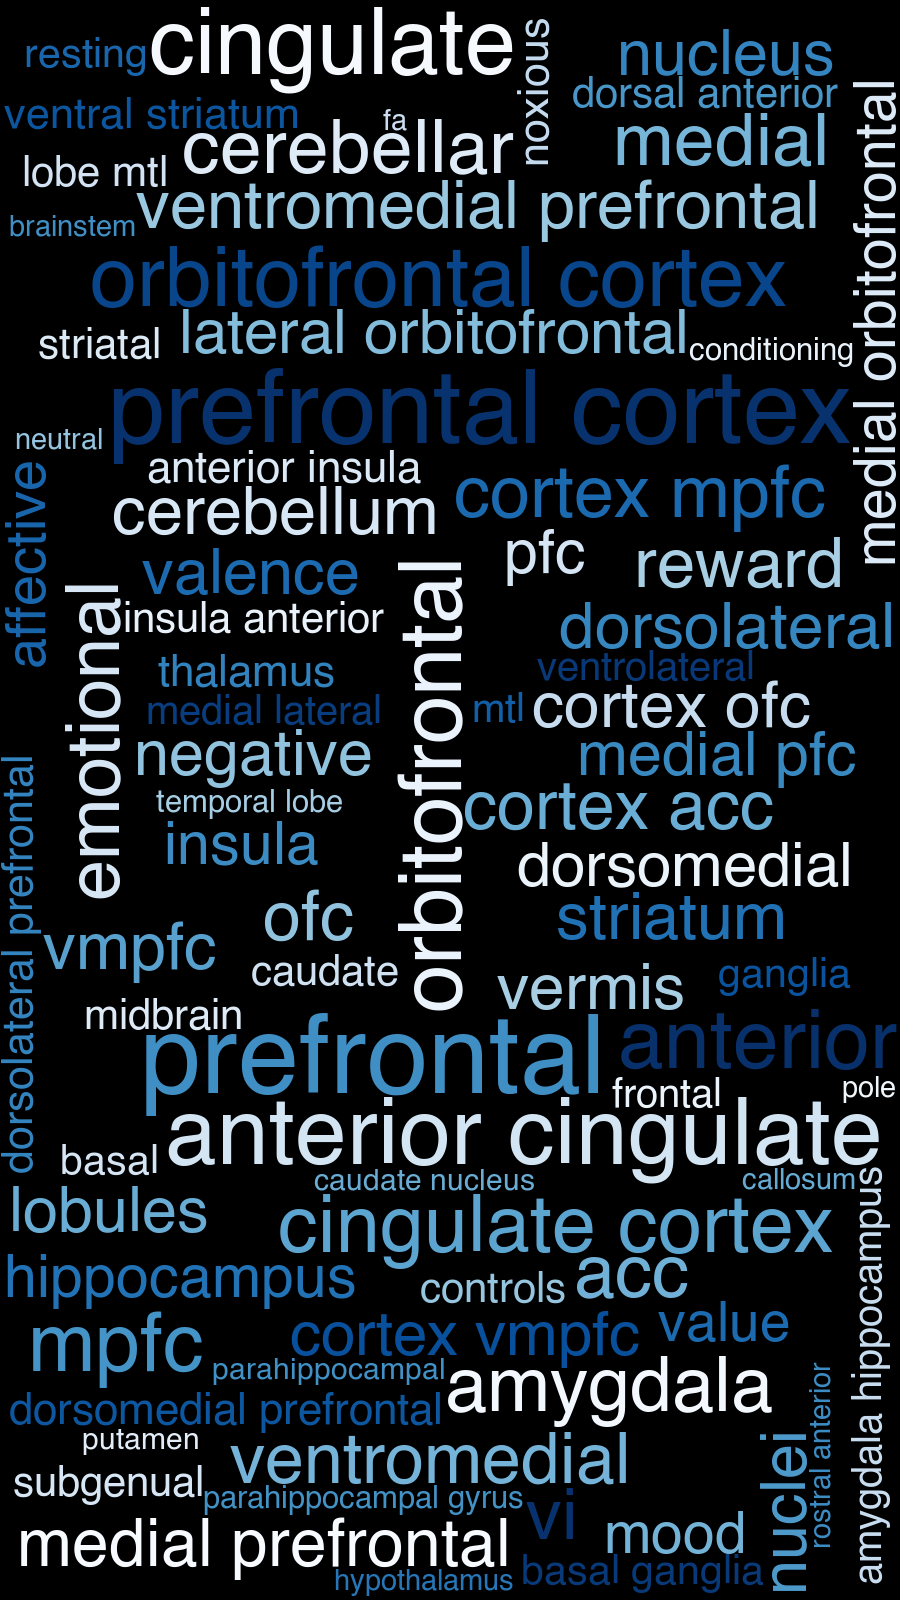 resting
cingulate
noxious
nucleus
dorsal anterior
ventral striatum
fa
cerebellar
medial
medial orbitofrontal
lobe mtl
ventromedial prefrontal
brainstem
orbitofrontal cortex
striatal
lateral orbitofrontal
conditioning
prefrontal cortex
neutral
anterior insula
affective
cerebellum
cortex mpfc
pfc
reward
valence
emotional
insula anterior
orbitofrontal
dorsolateral
thalamus
ventrolateral
medial lateral
mtl
cortex ofc
negative
medial pfc
dorsolateral prefrontal
temporal lobe
cortex acc
insula
dorsomedial
ofc
striatum
vmpfc
caudate
vermis
ganglia
midbrain
prefrontal
anterior
frontal
pole
anterior cingulate
basal
caudate nucleus
callosum
amygdala hippocampus
lobules
cingulate cortex
hippocampus
controls
acc
mpfc
cortex vmpfc
value
parahippocampal
amygdala
rostral anterior
dorsomedial prefrontal
putamen
ventromedial
nuclei
subgenual
parahippocampal gyrus
vi
medial prefrontal
mood
basal ganglia
hypothalamus